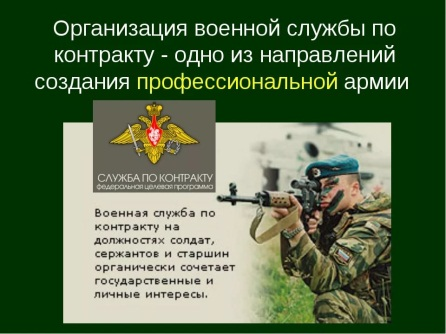 Организация военной службы по
контракту - одно из направлений
создания профессиональной армии
СЛУЖБА ПО КОНТРАКТУ
федеральная целевая программа
Военная служба по
контракту на
должностях солдат,
сержантов и старшин
органически сочетает
государственные и
личные интересы.